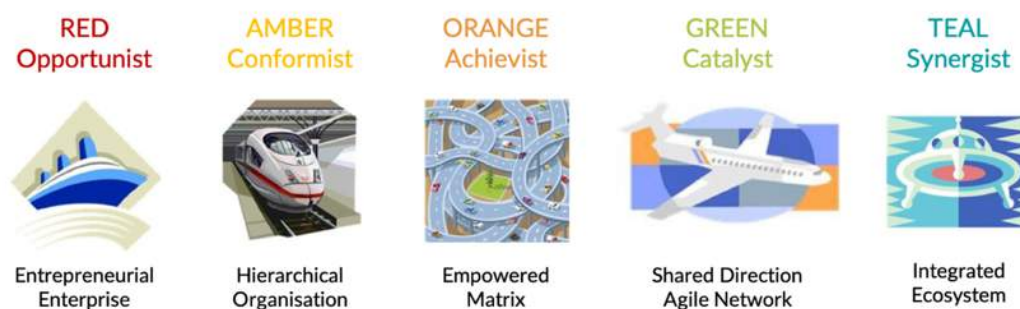 RED
Opportunist
AMBER
Conformist
ORANGE
Achievist
GREEN
Catalyst
TEAL
Synergist
Entrepreneurial
Enterprise
Hierarchical
Organisation
Empowered
Matrix
Shared Direction
Agile Network
Integrated
Ecosystem